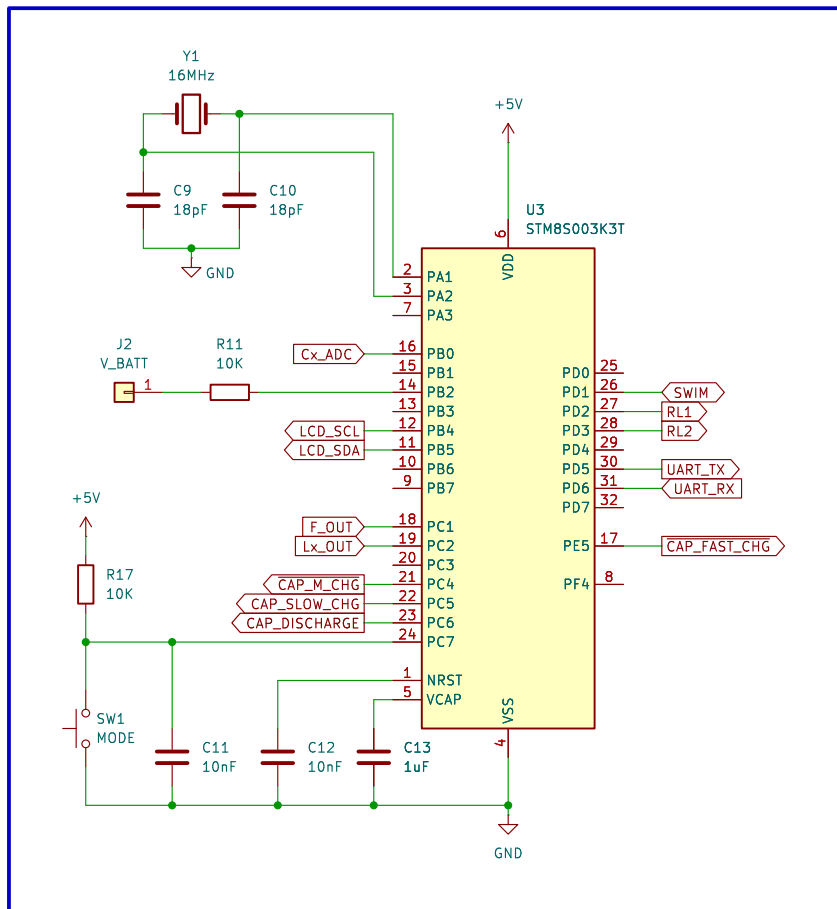 Y1
16MHz
+5V
C9
18pF
C10
18pF
U3
STM8S003K3T
GND
6
VDD
2
PA1
3
PA2
7
PA3
J2
V_BATT
1
R11
10K
Cx_ADC
16
PB0
15
PB1
14
PB2
13
PB3
LCD_SCL
12
PB4
LCD_SDA
11
PB5
10
PB6
9
PB7
PD0
25
PD1
26
SWIM
PD2
27
RL1
PD3
28
RL2
PD4
29
PD5
30
UART_TX
PD6
31
UART_RX
PD7
32
+5V
F_OUT
18
PC1
Lx_OUT
19
PC2
20
PC3
CAP_M_CHG
21
PC4
CAP_SLOW_CHG
22
PC5
CAP_DISCHARGE
23
PC6
24
PC7
PE5
17
CAP_FAST_CHG
PF4
8
R17
10K
1
NRST
5
VCAP
VSS
4
SW1
MODE
C11
10nF
C12
10nF
C13
1uF
GND